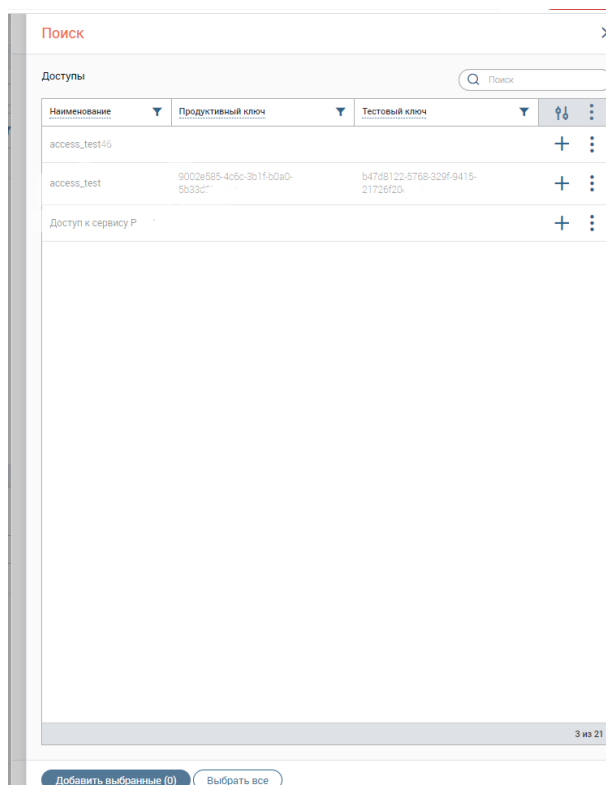 Поиск
Доступы
Поиск
Наименование Продуктивный ключ Тестовый ключ
access_test46
access_test 9002e585-4c6c-3b1f-b0a0- b47d8122-5768-329f-9415-
21726f20
Доступ к сервису P
3 из 21
Добавить выбранные (0) Выбрать все